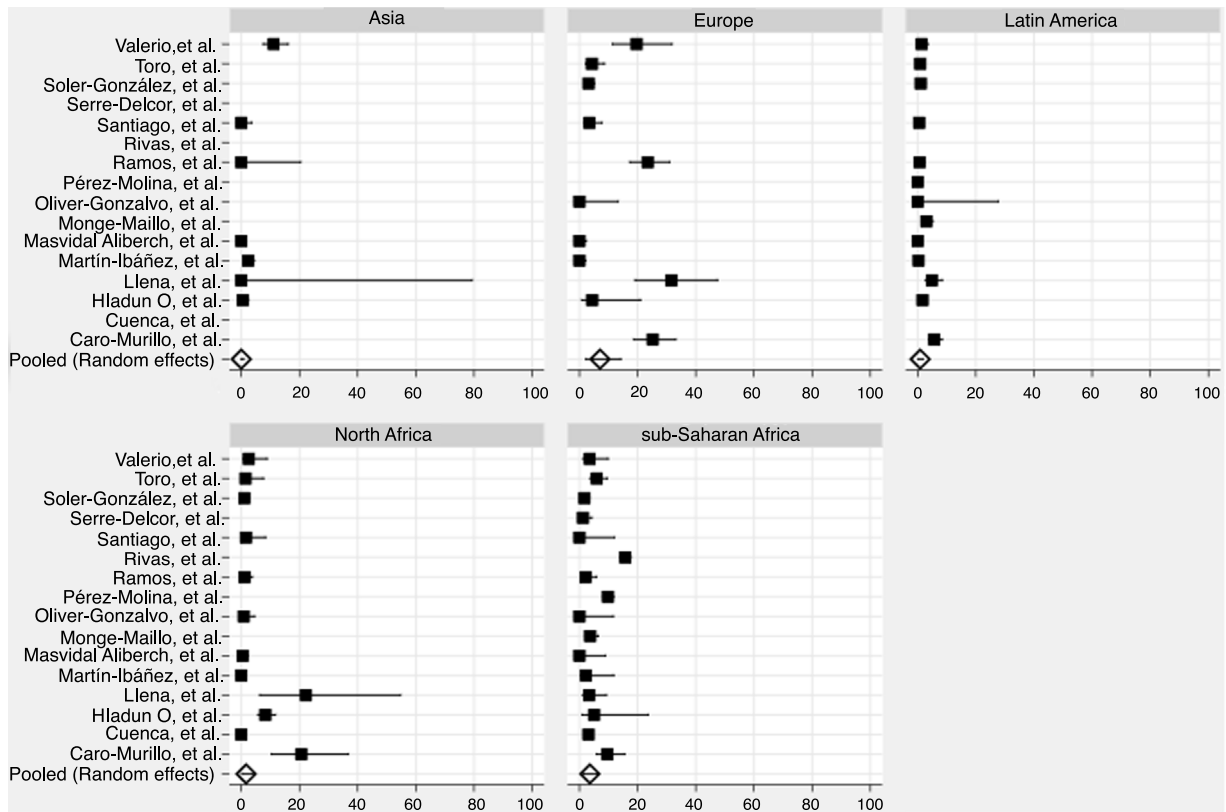 Asia Europe Latin America
Valerio,et al.
Toro, et al.
Soler-González, et al.
Serre-Delcor, et al.
Santiago, et al.
Rivas, et al.
Ramos, et al.
Pérez-Molina, et al.
Oliver-Gonzalvo, et al.
Monge-Maillo, et al.
Masvidal Aliberch, et al.
Martín-Ibáñez, et al.
Llena, et al.
Hladun O, et al.
Cuenca, et al.
Caro-Murillo, et al.
Pooled (Random effects)
0 20 40 60 80 100 0 20 40 60 80 100 0 20 40 60 80 100
North Africa sub-Saharan Africa
Valerio,et al.
Toro, et al.
Soler-González, et al.
Serre-Delcor, et al.
Santiago, et al.
Rivas, et al.
Ramos, et al.
Pérez-Molina, et al.
Oliver-Gonzalvo, et al.
Monge-Maillo, et al.
Masvidal Aliberch, et al.
Martín-Ibáñez, et al.
Llena, et al.
Hladun O, et al.
Cuenca, et al.
Caro-Murillo, et al.
Pooled (Random effects)
0 20 40 60 80 100 0 20 40 60 80 100